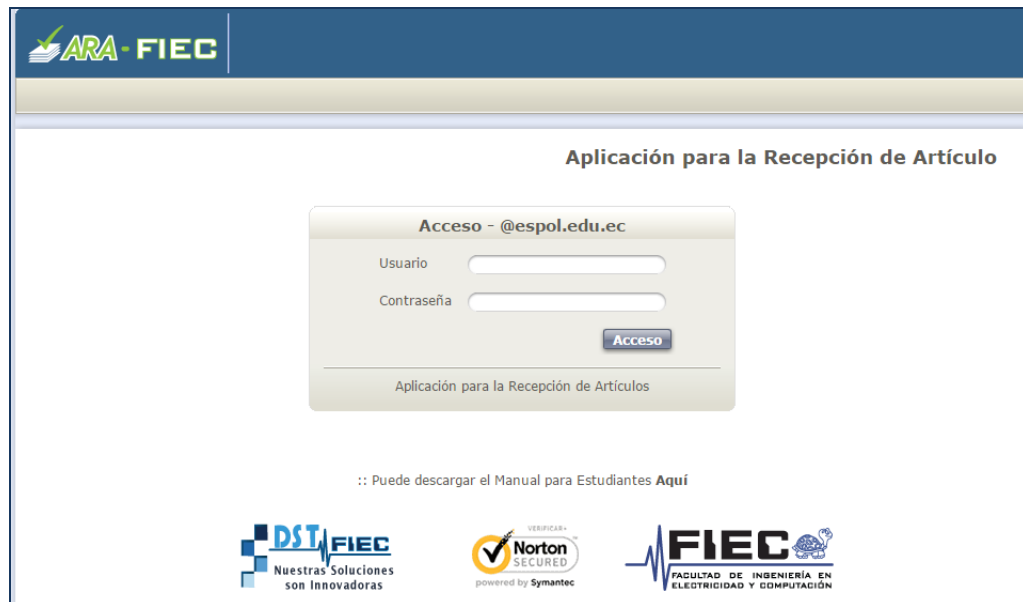 ARA - FIEC
Aplicación para la Recepción de Artículo
Acceso - @espol.edu.ec
Usuario
Contraseña
Acceso
Aplicación para la Recepción de Artículos
:: Puede descargar el Manual para Estudiantes Aquí
DST FIEC
Nuestras Soluciones
son Innovadoras
VERIFICAR▸
Norton
SECURED
powered by Symantec
FIEC
FACULTAD DE INGENIERÍA EN
ELECTRICIDAD Y COMPUTACIÓN